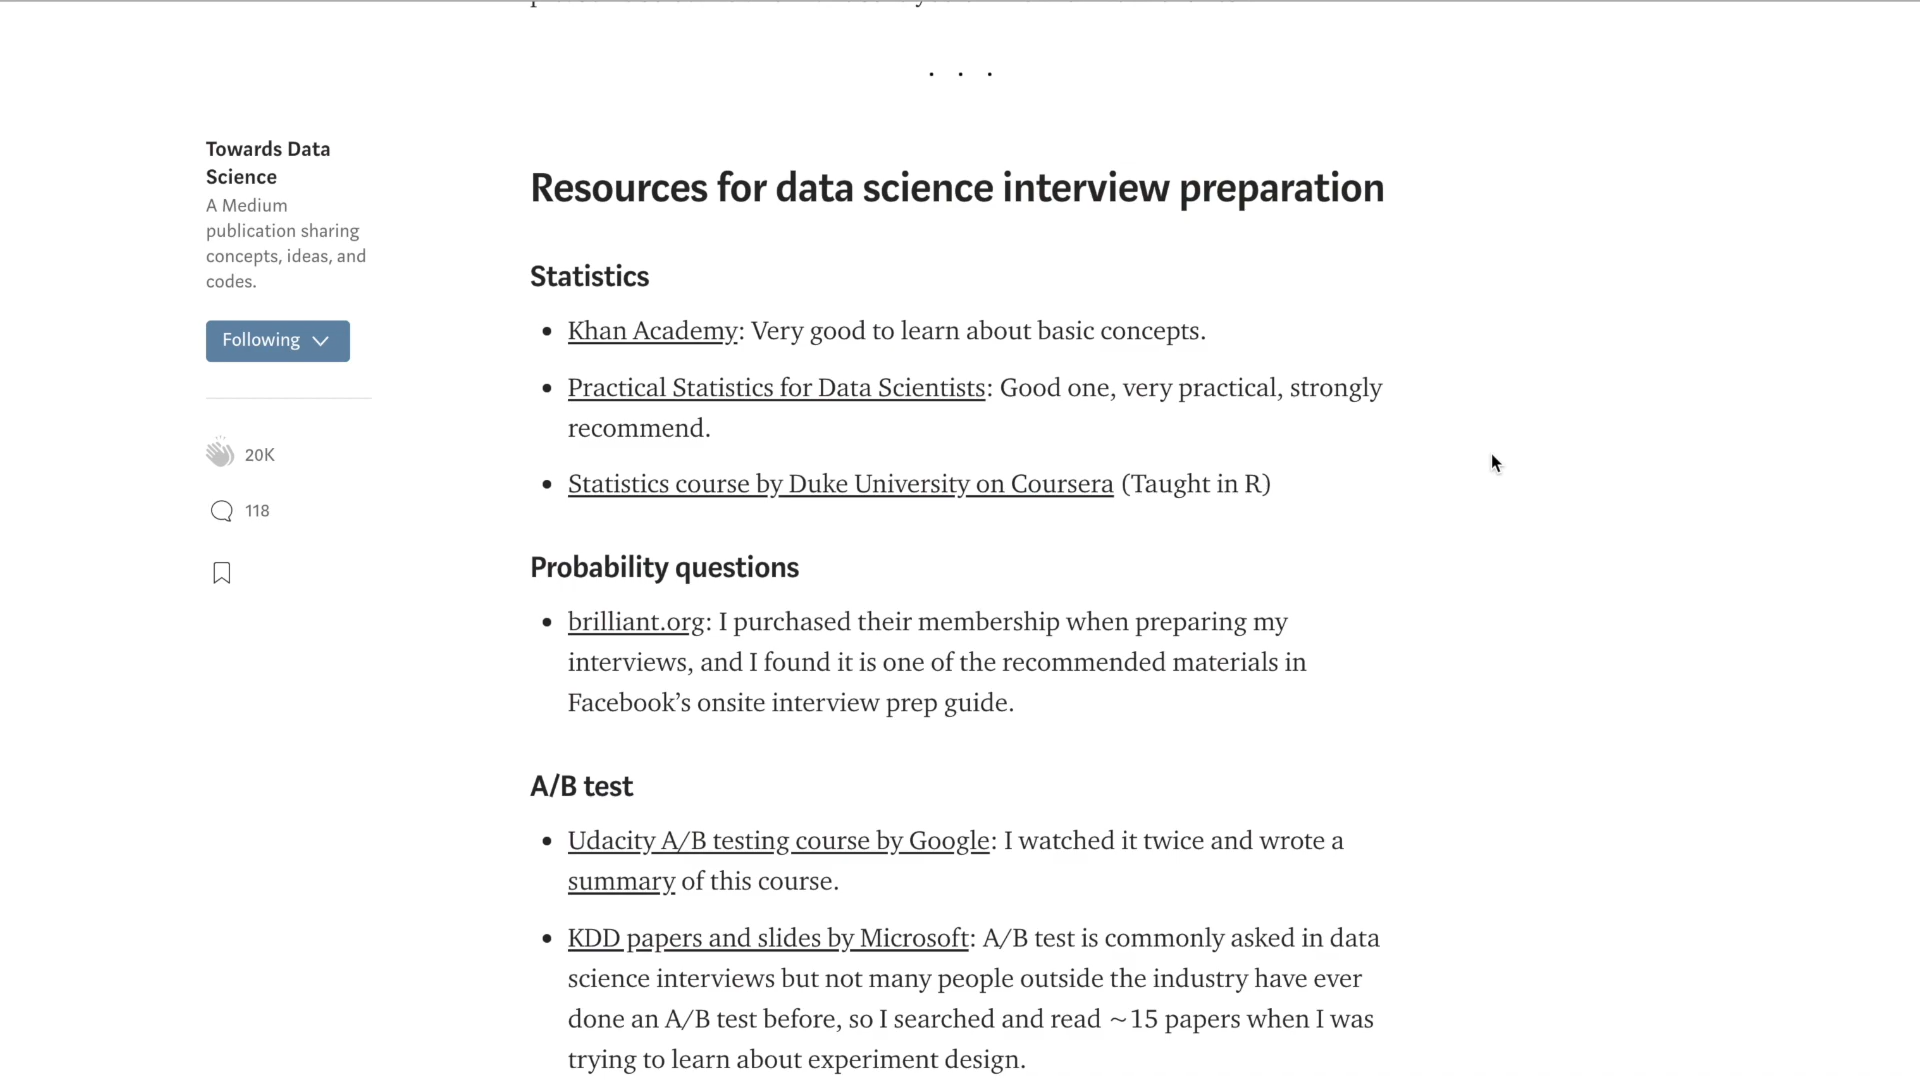 Towards Data
Science
A Medium
publication sharing
concepts, ideas, and
codes.
Following
20K
118
Resources for data science interview preparation
Statistics
• Khan Academy: Very good to learn about basic concepts.
• Practical Statistics for Data Scientists: Good one, very practical, strongly
recommend.
• Statistics course by Duke University on Coursera (Taught in R)
Probability questions
• brilliant.org: I purchased their membership when preparing my
interviews, and I found it is one of the recommended materials in
Facebook’s onsite interview prep guide.
A/B test
• Udacity A/B testing course by Google: I watched it twice and wrote a
summary of this course.
• KDD papers and slides by Microsoft: A/B test is commonly asked in data
science interviews but not many people outside the industry have ever
done an A/B test before, so I searched and read ~15 papers when I was
trying to learn about experiment design.